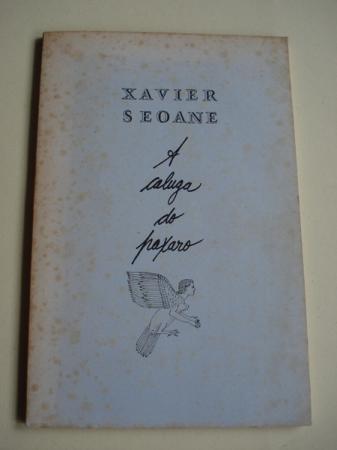 XAVIER
SEOANE
A
caluga
do
paxaro